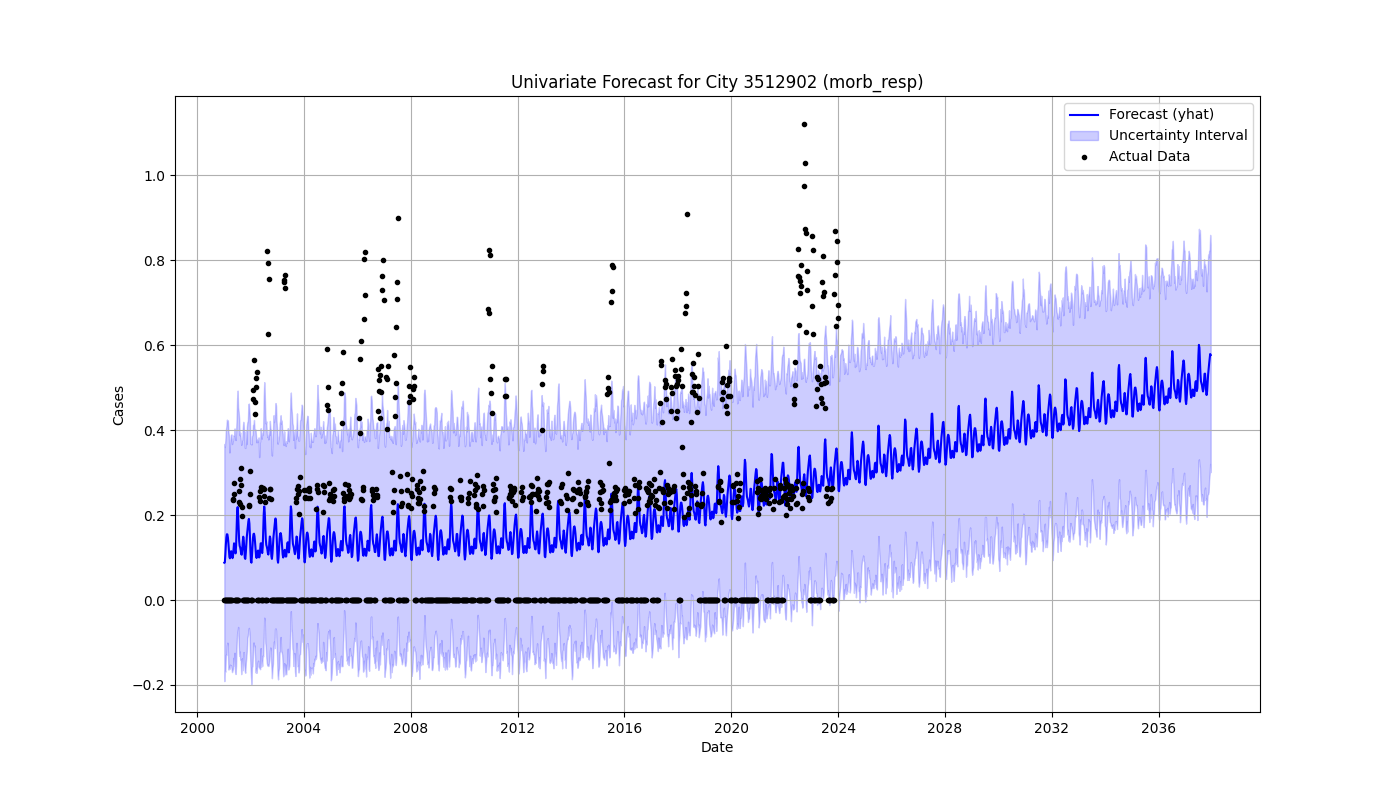 Univariate Forecast for City 3512902 (morb_resp)
Forecast (yhat)
Uncertainty Interval
Actual Data
Cases
1.0
0.8
0.6
0.4
0.2
0.0
−0.2
2000 2004 2008 2012 2016 2020 2024 2028 2032 2036
Date